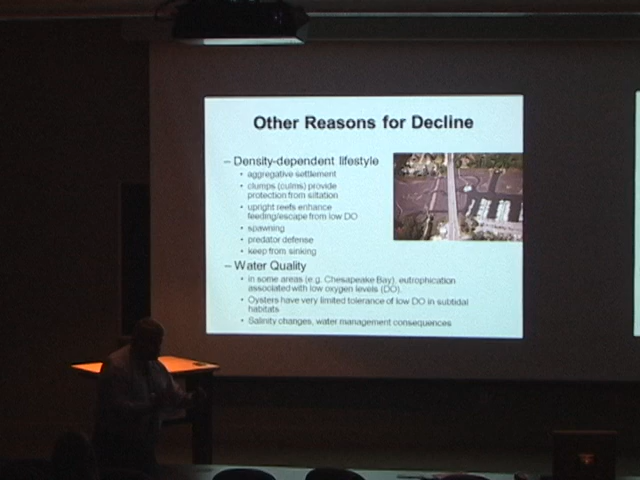 Other Reasons for Decline
– Density-dependent lifestyle
• aggregative settlement
• clumps (culms) provide
protection from siltation
• upright reefs enhance
feeding/escape from low DO
• spawning
• predator defense
• keep from sinking
– Water Quality
• in some areas (e.g. Chesapeake Bay), eutrophication
associated with low oxygen levels (DO).
• Oysters have very limited tolerance of low DO in subtidal
habitats
• Salinity changes, water management consequences